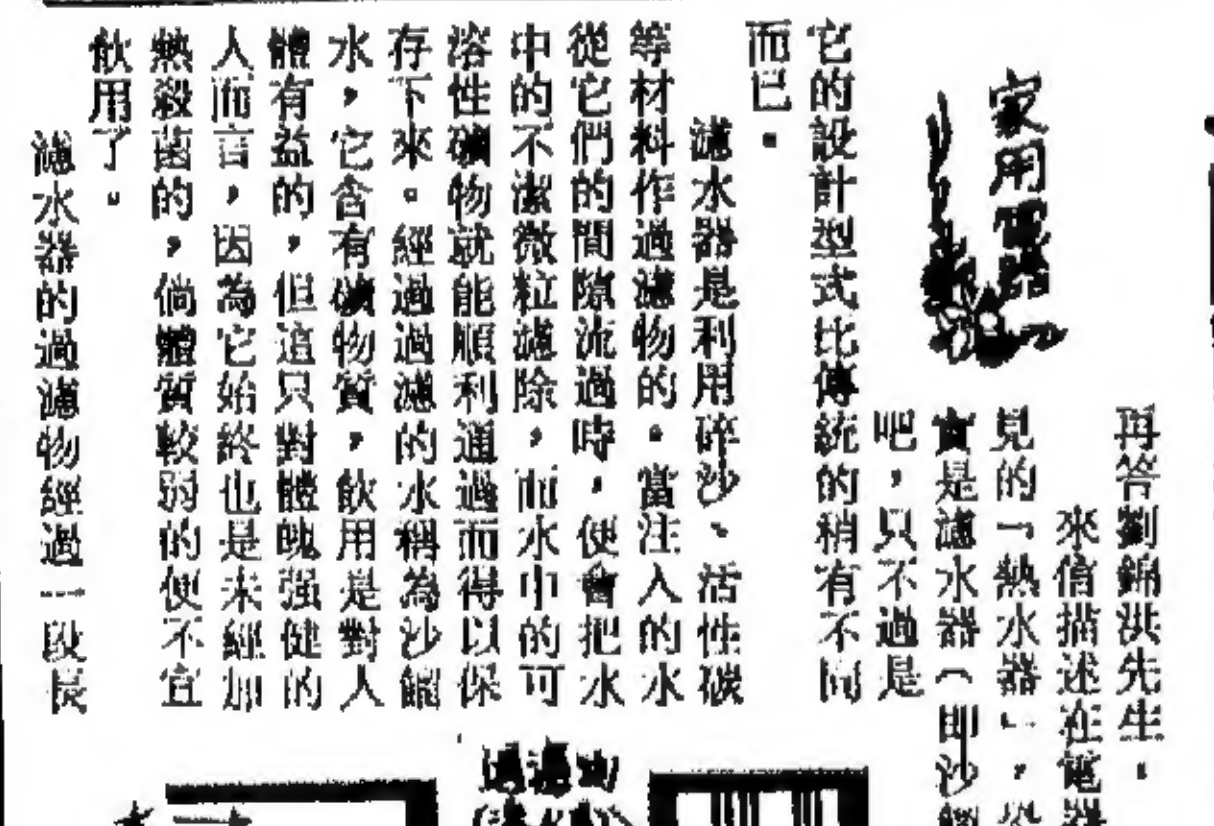 家用電器
再答劉錦洪先生．
來信描述在電器
見的「熱水器」，恐
實是濾水器（即沙
吧，只不過是
它的設計型式比傳統的稍有不同
而已．
濾水器是利用碎沙、活性碳
等材料作過濾物的．當注入的水
從它們的間隙流過時，便會把水
中的不潔微粒濾除，而水中的可
溶性礦物就能順利通過而得以保
存下來。經過過濾的水稱為沙餾
水，它含有礦物質，飲用是對人
體有益的，但這只對體魄强健的
人而言，因為它始終也是未經加
熱殺菌的，倘體質較弱的便不宜
飲用了。
濾水器的過濾物經過一段長